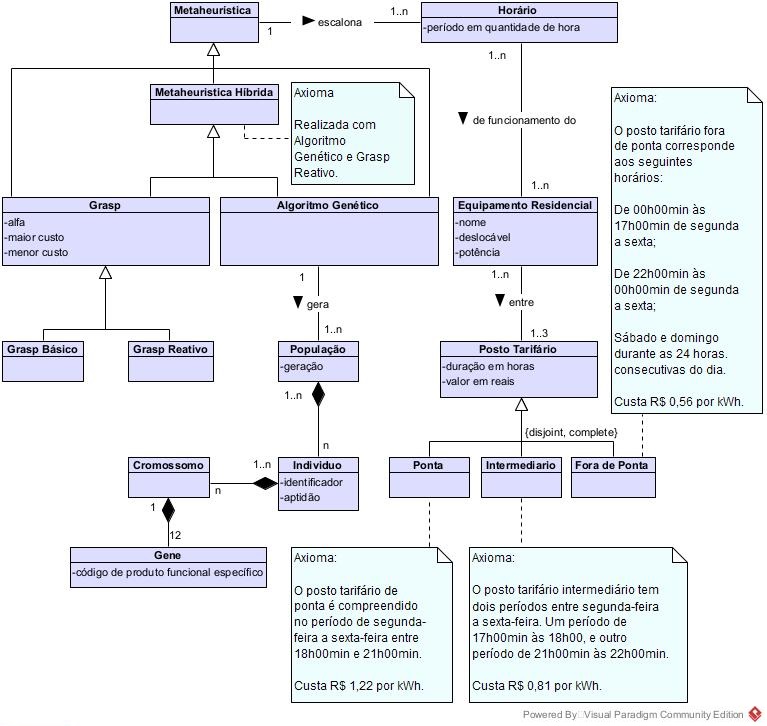 Metaheurística
1
escalona
1..n
Horário
-período em quantidade de hora
1..n
de funcionamento do
1..n
Metaheuristica Híbrida
Axioma
Realizada com
Algoritmo
Genético e Grasp
Reativo.
Axioma:
O posto tarifário fora
de ponta corresponde
aos seguintes
horários:
De 00h00min às
17h00min de segunda
a sexta;
De 22h00min às
00h00min de segunda
a sexta;
Sábado e domingo
durante as 24 horas.
consecutivas do dia.
Custa R$ 0,56 por kWh.
Grasp
-alfa
-maior custo
-menor custo
Algoritmo Genético
Equipamento Residencial
-nome
-deslocável
-potência
1
gera
1..n
1..n
entre
1..3
Grasp Básico
Grasp Reativo
População
-geração
Posto Tarifário
-duração em horas
-valor em reais
1..n
n
{disjoint, complete}
Cromossomo
n
1..n
Individuo
-identificador
-aptidão
Ponta
Intermediario
Fora de Ponta
1
12
Gene
-código de produto funcional específico
Axioma:
O posto tarifário de
ponta é compreendido
no período de segunda-
feira a sexta-feira entre
18h00min e 21h00min.
Custa R$ 1,22 por kWh.
Axioma:
O posto tarifário intermediário tem
dois períodos entre segunda-feira
a sexta-feira. Um período de
17h00min às 18h00, e outro
período de 21h00min às 22h00min.
Custa R$ 0,81 por kWh.
Powered By Visual Paradigm Community Edition